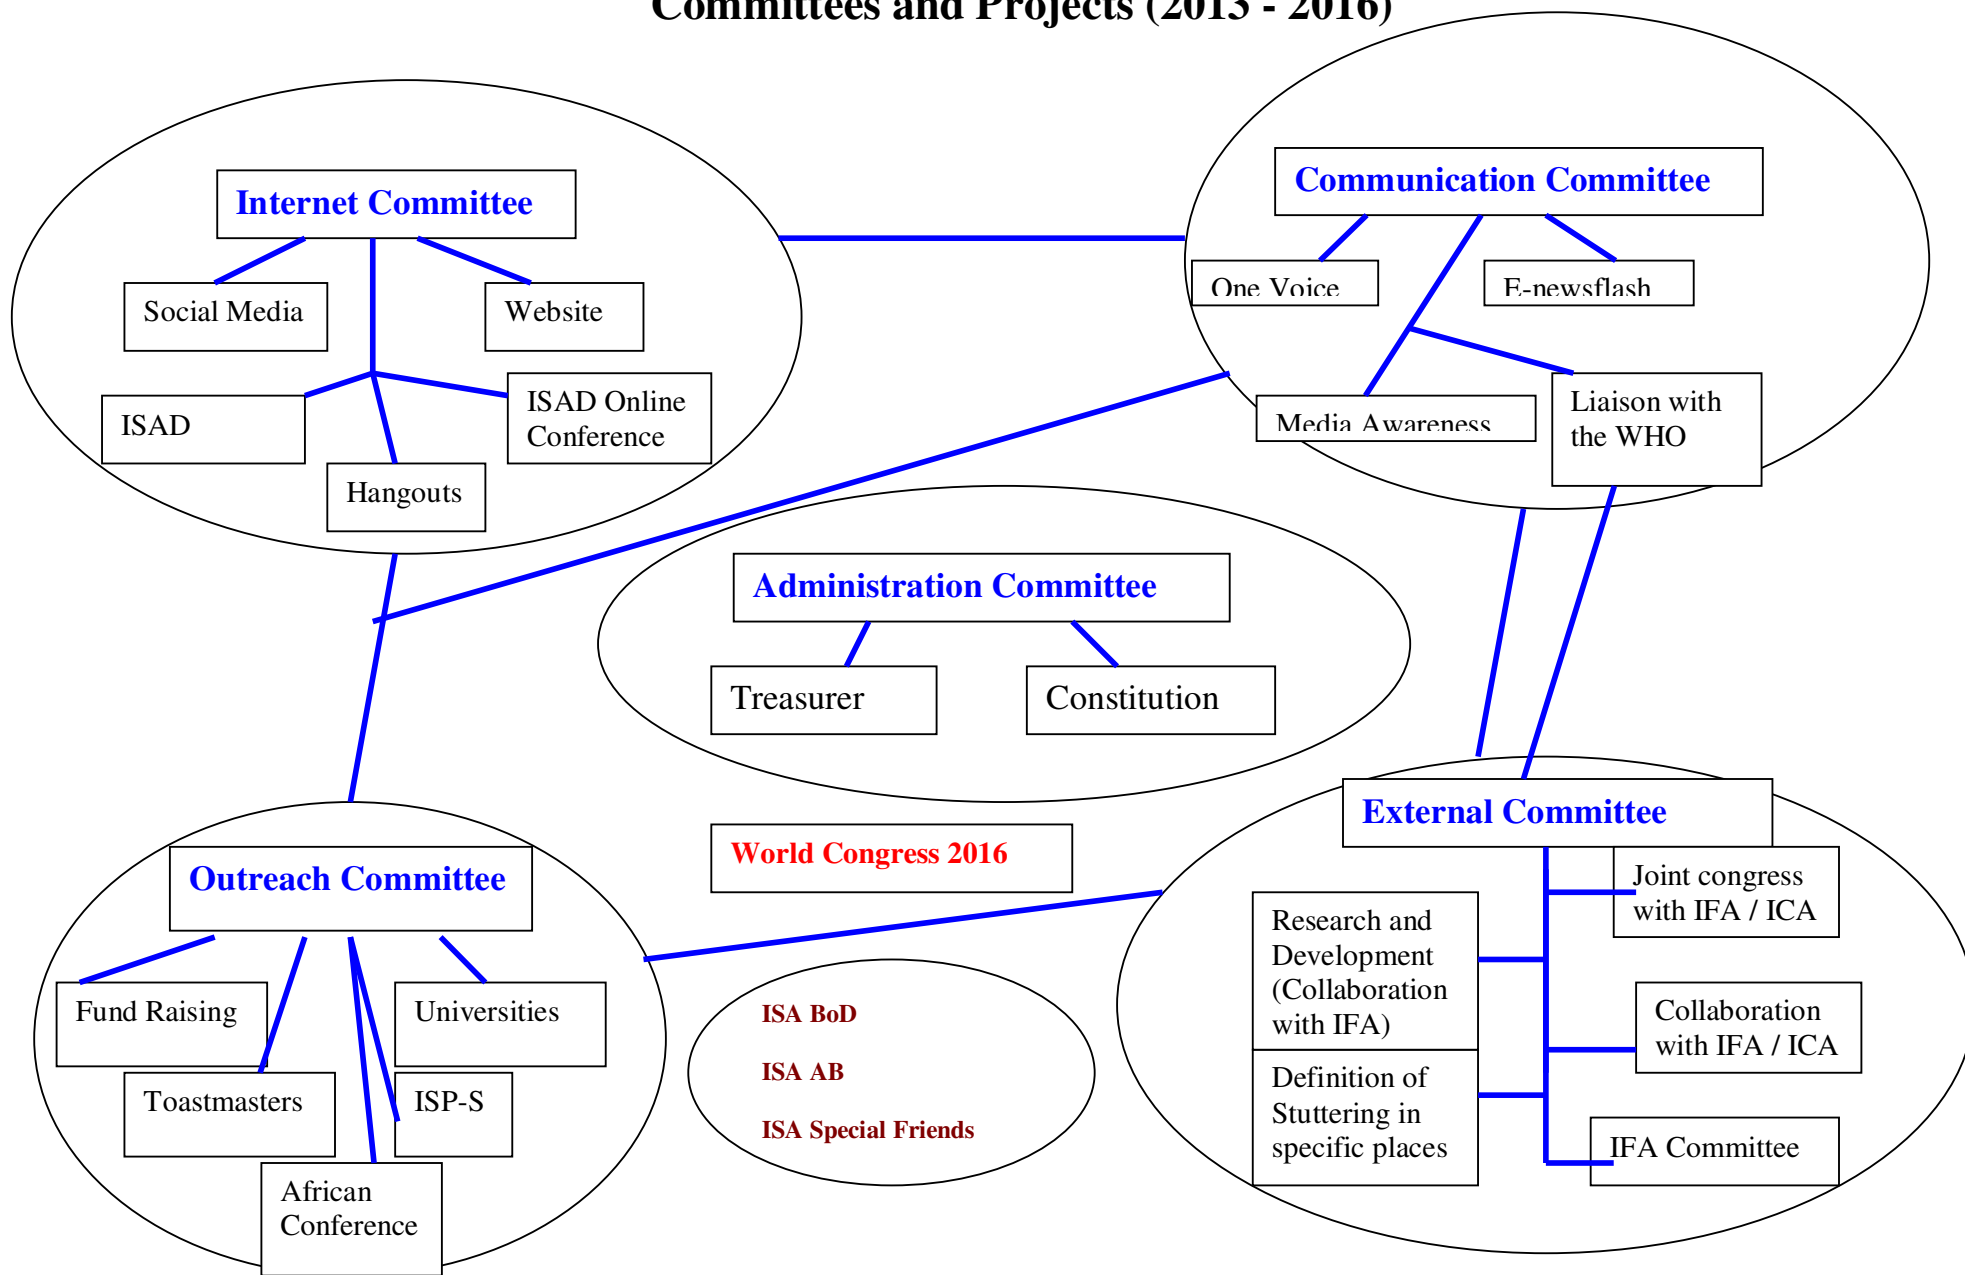 Committees and Projects (2013 - 2016)
Internet Committee
Social Media
Website
ISAD
ISAD Online
Conference
Hangouts
Communication Committee
One Voice
E-newsflash
Media Awareness
Liaison with
the WHO
Administration Committee
Treasurer
Constitution
World Congress 2016
Outreach Committee
Fund Raising
Universities
Toastmasters
ISP-S
African
Conference
ISA BoD
ISA AB
ISA Special Friends
External Committee
Joint congress
with IFA / ICA
Research and
Development
(Collaboration
with IFA)
Collaboration
with IFA / ICA
Definition of
Stuttering in
specific places
IFA Committee